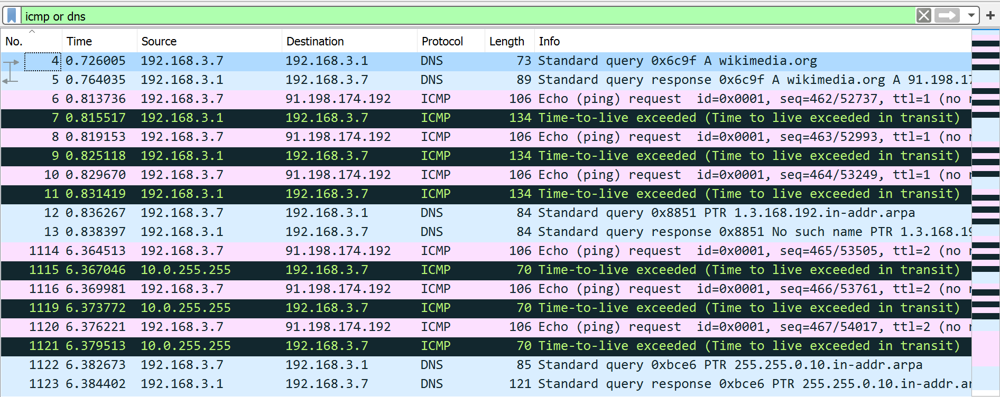 icmp or dns
No. Time Source Destination Protocol Length Info
4 0.726005 192.168.3.7 192.168.3.1 DNS 73 Standard query 0x6c9f A wikimedia.org
5 0.764035 192.168.3.1 192.168.3.7 DNS 89 Standard query response 0x6c9f A wikimedia.org A 91.198.17
6 0.813736 192.168.3.7 91.198.174.192 ICMP 106 Echo (ping) request id=0x0001, seq=462/52737, ttl=1 (no
7 0.815517 192.168.3.1 192.168.3.7 ICMP 134 Time-to-live exceeded (Time to live exceeded in transit)
8 0.819153 192.168.3.7 91.198.174.192 ICMP 106 Echo (ping) request id=0x0001, seq=463/52993, ttl=1 (no
9 0.825118 192.168.3.1 192.168.3.7 ICMP 134 Time-to-live exceeded (Time to live exceeded in transit)
10 0.829670 192.168.3.7 91.198.174.192 ICMP 106 Echo (ping) request id=0x0001, seq=464/53249, ttl=1 (no
11 0.831419 192.168.3.1 192.168.3.7 ICMP 134 Time-to-live exceeded (Time to live exceeded in transit)
12 0.836267 192.168.3.7 192.168.3.1 DNS 84 Standard query 0x8851 PTR 1.3.168.192.in-addr.arpa
13 0.838397 192.168.3.1 192.168.3.7 DNS 84 Standard query response 0x8851 No such name PTR 1.3.168.19
1114 6.364513 192.168.3.7 91.198.174.192 ICMP 106 Echo (ping) request id=0x0001, seq=465/53505, ttl=2 (no
1115 6.367046 10.0.255.255 192.168.3.7 ICMP 70 Time-to-live exceeded (Time to live exceeded in transit)
1116 6.369981 192.168.3.7 91.198.174.192 ICMP 106 Echo (ping) request id=0x0001, seq=466/53761, ttl=2 (no
1119 6.373772 10.0.255.255 192.168.3.7 ICMP 70 Time-to-live exceeded (Time to live exceeded in transit)
1120 6.376221 192.168.3.7 91.198.174.192 ICMP 106 Echo (ping) request id=0x0001, seq=467/54017, ttl=2 (no
1121 6.379513 10.0.255.255 192.168.3.7 ICMP 70 Time-to-live exceeded (Time to live exceeded in transit)
1122 6.382673 192.168.3.7 192.168.3.1 DNS 85 Standard query 0xbce6 PTR 255.255.0.10.in-addr.arpa
1123 6.384402 192.168.3.1 192.168.3.7 DNS 121 Standard query response 0xbce6 PTR 255.255.0.10.in-addr.ar